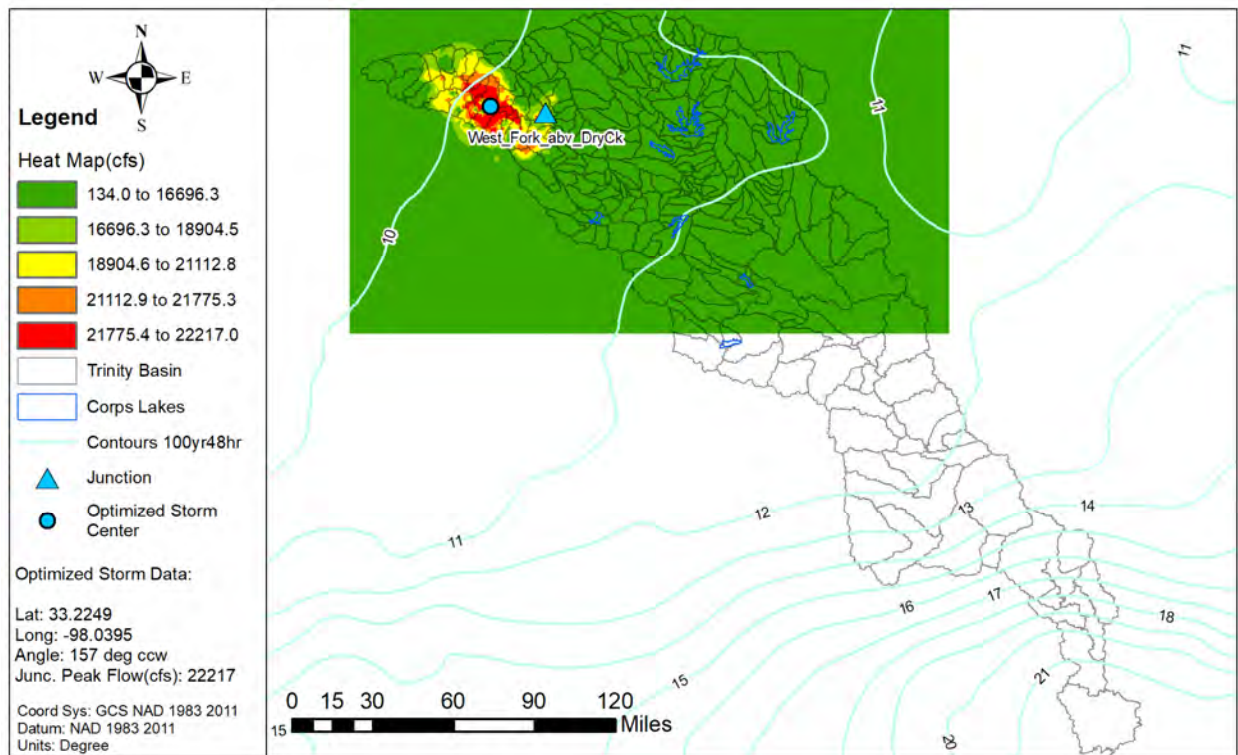 N
W E
S
Legend
Heat Map(cfs)
134.0 to 16696.3
16696.3 to 18904.5
18904.6 to 21112.8
21112.9 to 21775.3
21775.4 to 22217.0
Trinity Basin
Corps Lakes
Contours 100yr48hr
Junction
Optimized Storm
Center
Optimized Storm Data:
Lat: 33.2249
Long: -98.0395
Angle: 157 deg ccw
Junc. Peak Flow(cfs): 22217
Coord Sys: GCS NAD 1983 2011
Datum: NAD 1983 2011
Units: Degree
11
11
West_Fork_abv_DryCk
10
12
13
14
11
16
17
18
15
21
20
15
0 15 30 60 90 120
Miles